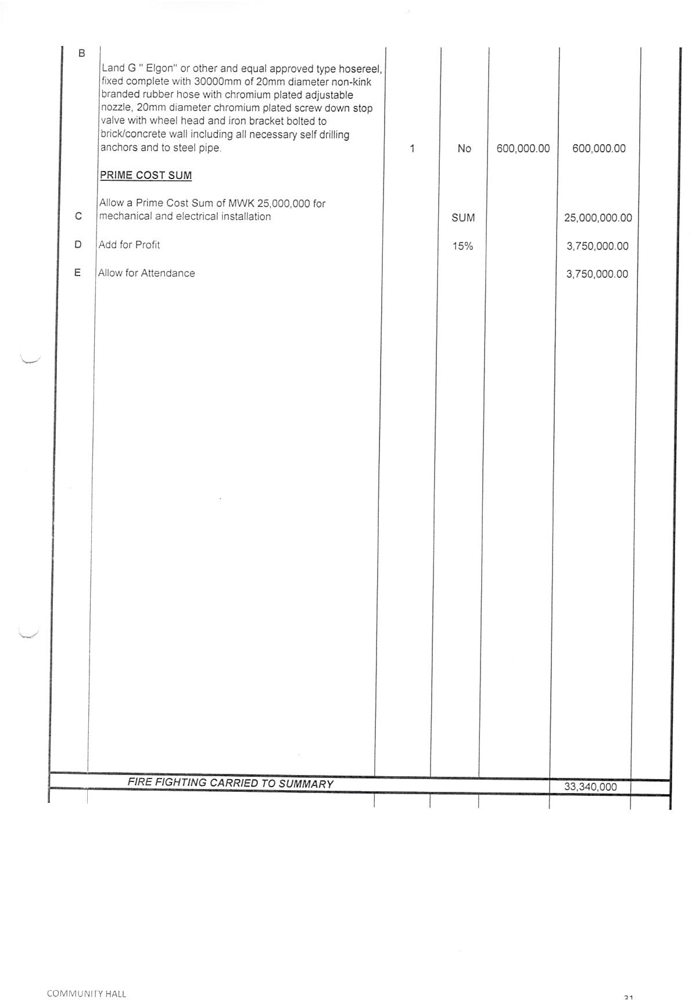 B
Land G " Elgon" or other and equal approved type hosereel,
fixed complete with 30000mm of 20mm diameter non-kink
branded rubber hose with chromium plated adjustable
nozzle, 20mm diameter chromium plated screw down stop
valve with wheel head and iron bracket bolted to
brick/concrete wall including all necessary self drilling
anchors and to steel pipe. 1 No 600,000.00 600,000.00
PRIME COST SUM
Allow a Prime Cost Sum of MWK 25,000,000 for
C mechanical and electrical installation SUM 25,000,000.00
D Add for Profit 15% 3,750,000.00
E Allow for Attendance 3,750,000.00
FIRE FIGHTING CARRIED TO SUMMARY 33,340,000
COMMUNITY HALL 31